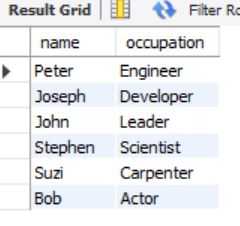 Result Grid Filter Ro
name occupation
Peter Engineer
Joseph Developer
John Leader
Stephen Scientist
Suzi Carpenter
Bob Actor